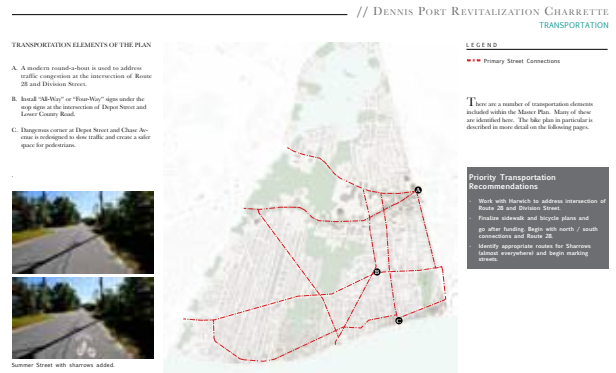 // Dennis Port Revitalization Charrette
TRANSPORTATION
TRANSPORTATION ELEMENTS OF THE PLAN
A. A modern round-a-bout is used to address
traffic congestion at the intersection of Route
28 and Division Street.
B. Install "All-Way" or "Four-Way" signs under the
stop signs at the intersection of Depot Street and
Lower County Road.
C. Dangerous corner at Depot Street and Chase Av-
enue is redesigned to slow traffic and create a safer
space for pedestrians.
.
Summer Street with sharrows added.
A
B
C
LEGEND
Primary Street Connections
There are a number of transportation elements
included within the Master Plan. Many of these
are identified here. The bike plan in particular is
described in more detail on the following pages.
Priority Transportation
Recommendations
- Work with Harwich to address intersection of
Route 28 and Division Street.
- Finalize sidewalk and bicycle plans and
go after funding. Begin with north / south
connections and Route 28.
- Identify appropriate routes for Sharrows
(almost everywhere) and begin marking
streets.